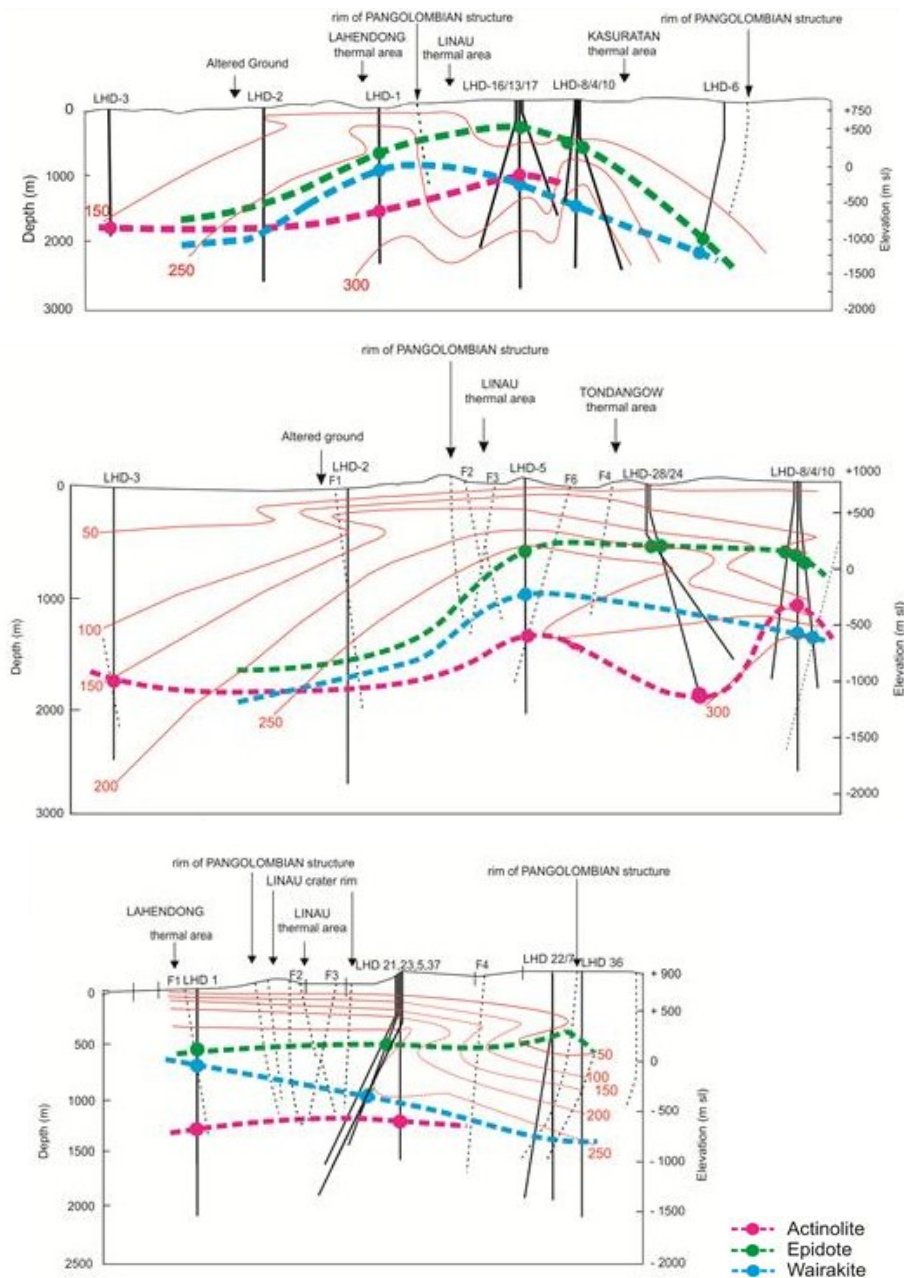 rim of PANGOLOMBIAN structure
rim of PANGOLOMBIAN structure
LAHENDONG
thermal area
LINAU
thermal area
KASURATAN
thermal area
Altered Ground
LHD-3
LHD-2
LHD-1
LHD-16/13/17
LHD-8/4/10
LHD-6
0
1000
2000
3000
Depth (m)
+750
+500
0
-500
-1000
-1500
-2000
Elevation (m sl)
150
250
300
rim of PANGOLOMBIAN structure
LINAU
thermal area
TONDANGOW
thermal area
Altered ground
LHD-3
F1
LHD-2
F2
F3
LHD-5
F6
F4
LHD-28/24
LHD-8/4/10
0
1000
2000
3000
Depth (m)
+1000
+500
0
-500
-1000
-1500
-2000
Elevation (m sl)
50
100
150
200
250
300
rim of PANGOLOMBIAN structure
LINAU crater rim
rim of PANGOLOMBIAN structure
LAHENDONG
thermal area
LINAU
thermal area
F1
LHD 1
F2
F3
LHD 21,23,5,37
F4
LHD 22/7
LHD 36
0
500
1000
1500
2000
2500
Depth (m)
+ 900
+ 500
0
- 500
- 1000
- 1500
- 2000
Elevation (m sl)
50
100
150
200
250
Actinolite
Epidote
Wairakite